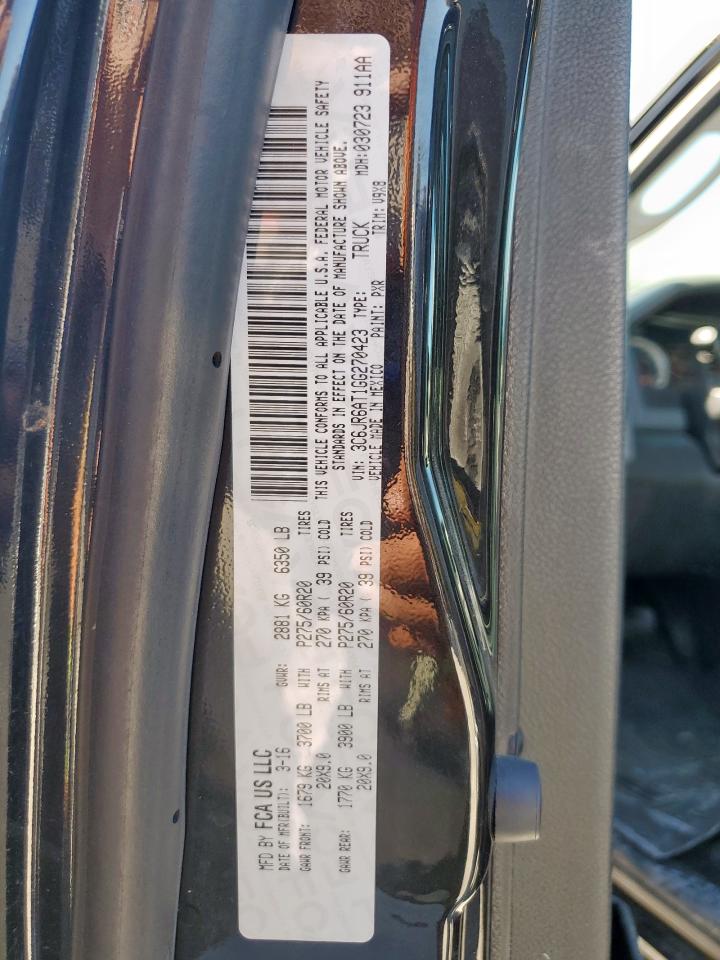 MFD BY FCA US LLC
DATE OF MFR(BUILT): 3-16 GVWR: 2881 KG 6350 LB
GAWR FRONT: 1679 KG 3700 LB WITH P275/60R20 TIRES
20X9.0 RIMS AT 270 KPA ( 39 PSI) COLD
GAWR REAR: 1770 KG 3900 LB WITH P275/60R20 TIRES
20X9.0 RIMS AT 270 KPA ( 39 PSI) COLD
THIS VEHICLE CONFORMS TO ALL APPLICABLE U.S.A. FEDERAL MOTOR VEHICLE SAFETY
STANDARDS IN EFFECT ON THE DATE OF MANUFACTURE SHOWN ABOVE.
VIN: 3C6JR6AT1GG270423 TYPE: TRUCK MDH:030723 911AA
VEHICLE MADE IN MEXICO PAINT: PXR TRIM: V9X8